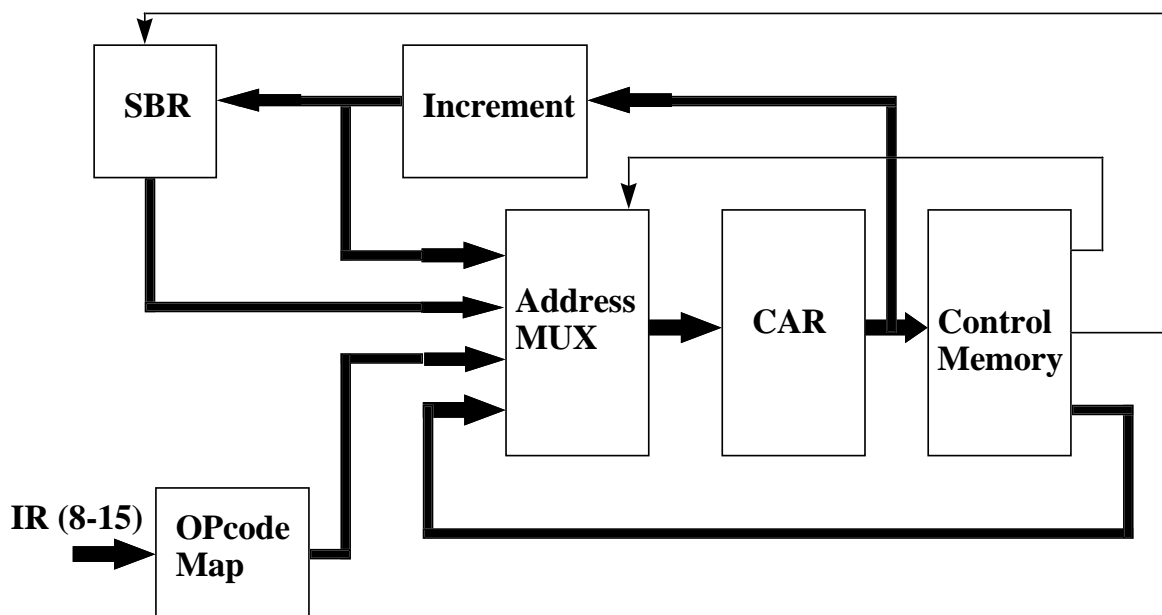 SBR
Increment
Address
MUX
CAR
Control
Memory
IR (8-15)
OPcode
Map